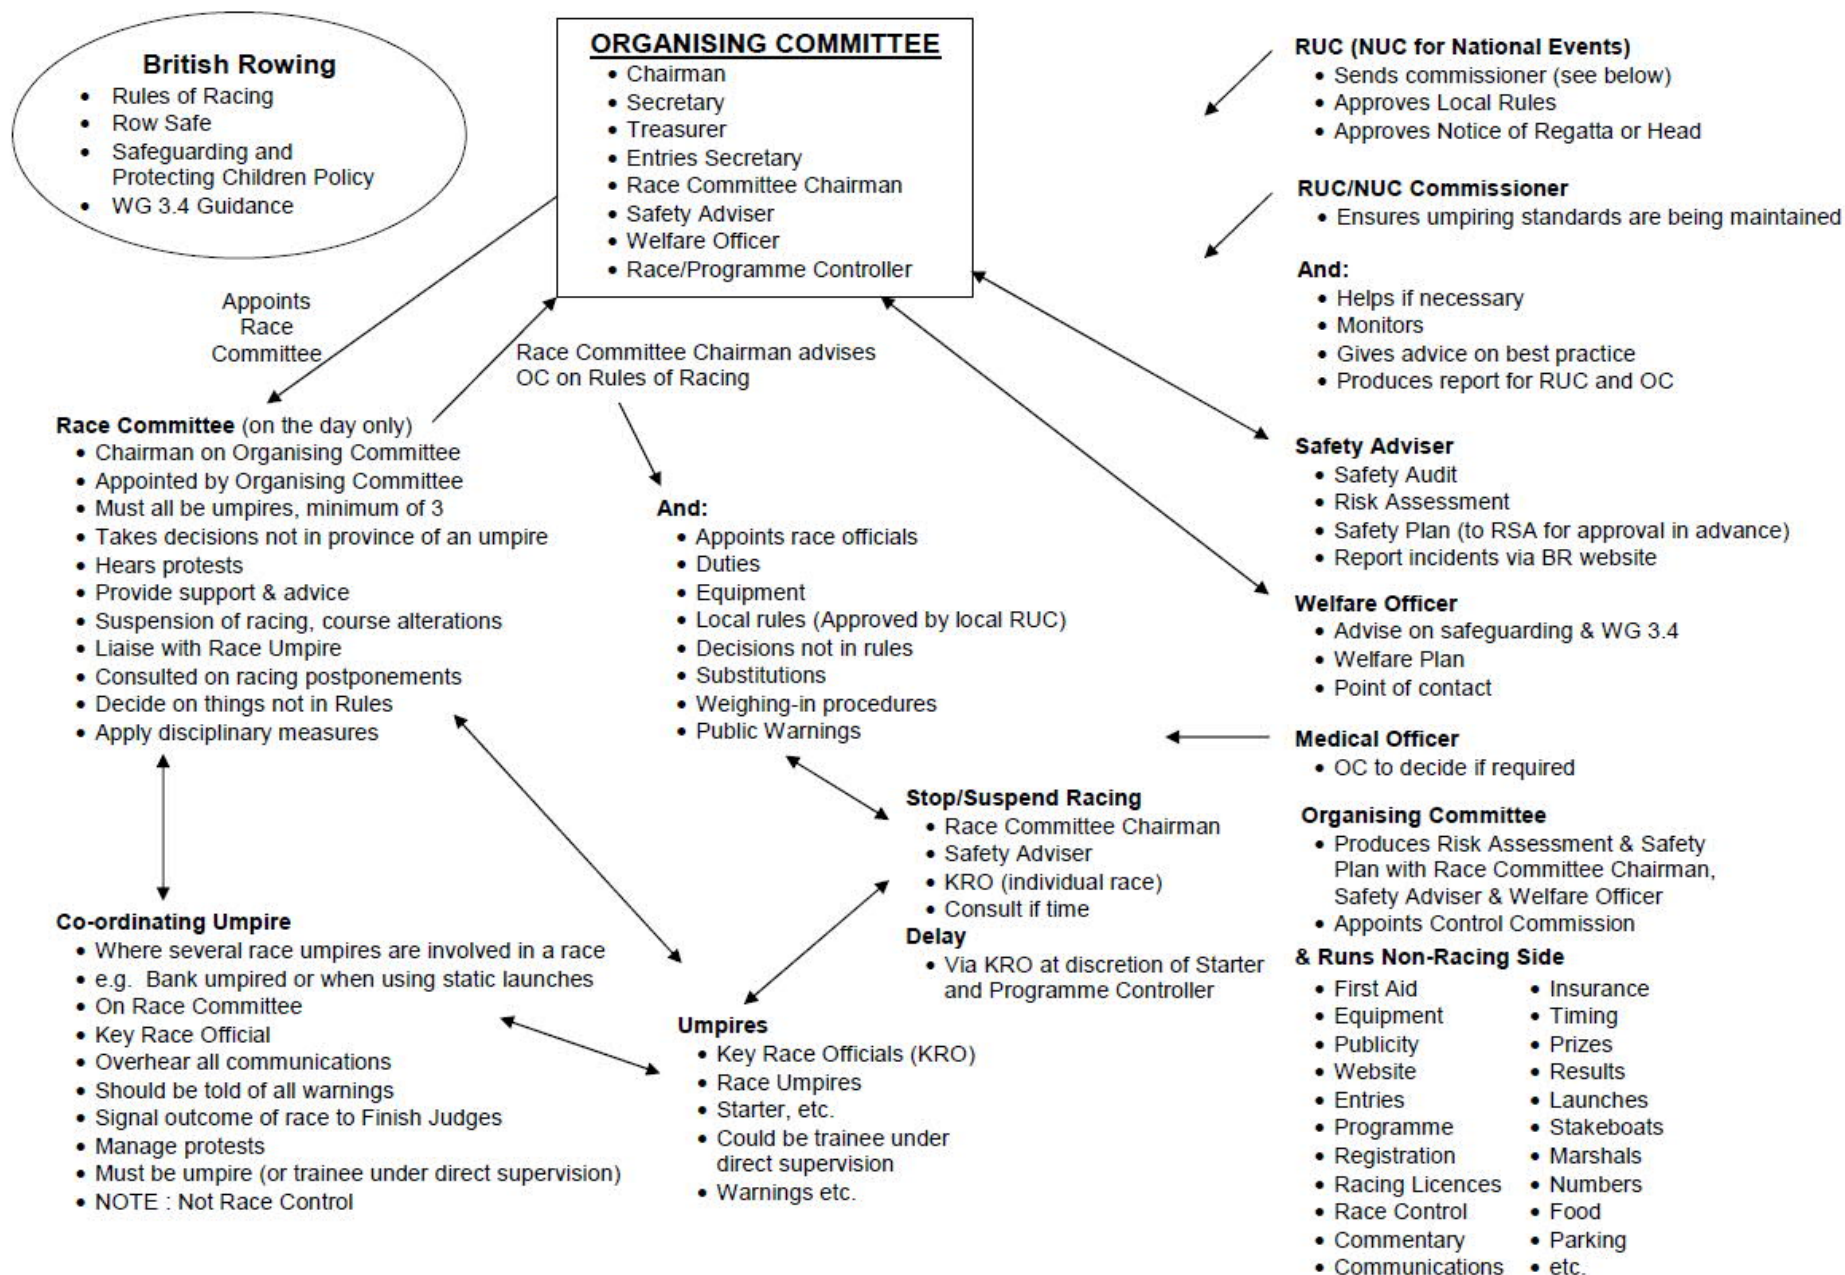 British Rowing
• Rules of Racing
• Row Safe
• Safeguarding and
Protecting Children Policy
• WG 3.4 Guidance
ORGANISING COMMITTEE
• Chairman
• Secretary
• Treasurer
• Entries Secretary
• Race Committee Chairman
• Safety Adviser
• Welfare Officer
• Race/Programme Controller
RUC (NUC for National Events)
• Sends commissioner (see below)
• Approves Local Rules
• Approves Notice of Regatta or Head
RUC/NUC Commissioner
• Ensures umpiring standards are being maintained
And:
• Helps if necessary
• Monitors
• Gives advice on best practice
• Produces report for RUC and OC
Appoints
Race
Committee
Race Committee Chairman advises
OC on Rules of Racing
Race Committee (on the day only)
• Chairman on Organising Committee
• Appointed by Organising Committee
• Must all be umpires, minimum of 3
• Takes decisions not in province of an umpire
• Hears protests
• Provide support & advice
• Suspension of racing, course alterations
• Liaise with Race Umpire
• Consulted on racing postponements
• Decide on things not in Rules
• Apply disciplinary measures
And:
• Appoints race officials
• Duties
• Equipment
• Local rules (Approved by local RUC)
• Decisions not in rules
• Substitutions
• Weighing-in procedures
• Public Warnings
Safety Adviser
• Safety Audit
• Risk Assessment
• Safety Plan (to RSA for approval in advance)
• Report incidents via BR website
Welfare Officer
• Advise on safeguarding & WG 3.4
• Welfare Plan
• Point of contact
Medical Officer
• OC to decide if required
Stop/Suspend Racing
• Race Committee Chairman
• Safety Adviser
• KRO (individual race)
• Consult if time
Delay
• Via KRO at discretion of Starter
and Programme Controller
Organising Committee
• Produces Risk Assessment & Safety
Plan with Race Committee Chairman,
Safety Adviser & Welfare Officer
• Appoints Control Commission
& Runs Non-Racing Side
• First Aid
• Equipment
• Publicity
• Website
• Entries
• Programme
• Registration
• Racing Licences
• Race Control
• Commentary
• Communications
• Insurance
• Timing
• Prizes
• Results
• Launches
• Stakeboats
• Marshals
• Numbers
• Food
• Parking
• etc.
Co-ordinating Umpire
• Where several race umpires are involved in a race
• e.g. Bank umpired or when using static launches
• On Race Committee
• Key Race Official
• Overhear all communications
• Should be told of all warnings
• Signal outcome of race to Finish Judges
• Manage protests
• Must be umpire (or trainee under direct supervision)
• NOTE : Not Race Control
Umpires
• Key Race Officials (KRO)
• Race Umpires
• Starter, etc.
• Could be trainee under
direct supervision
• Warnings etc.